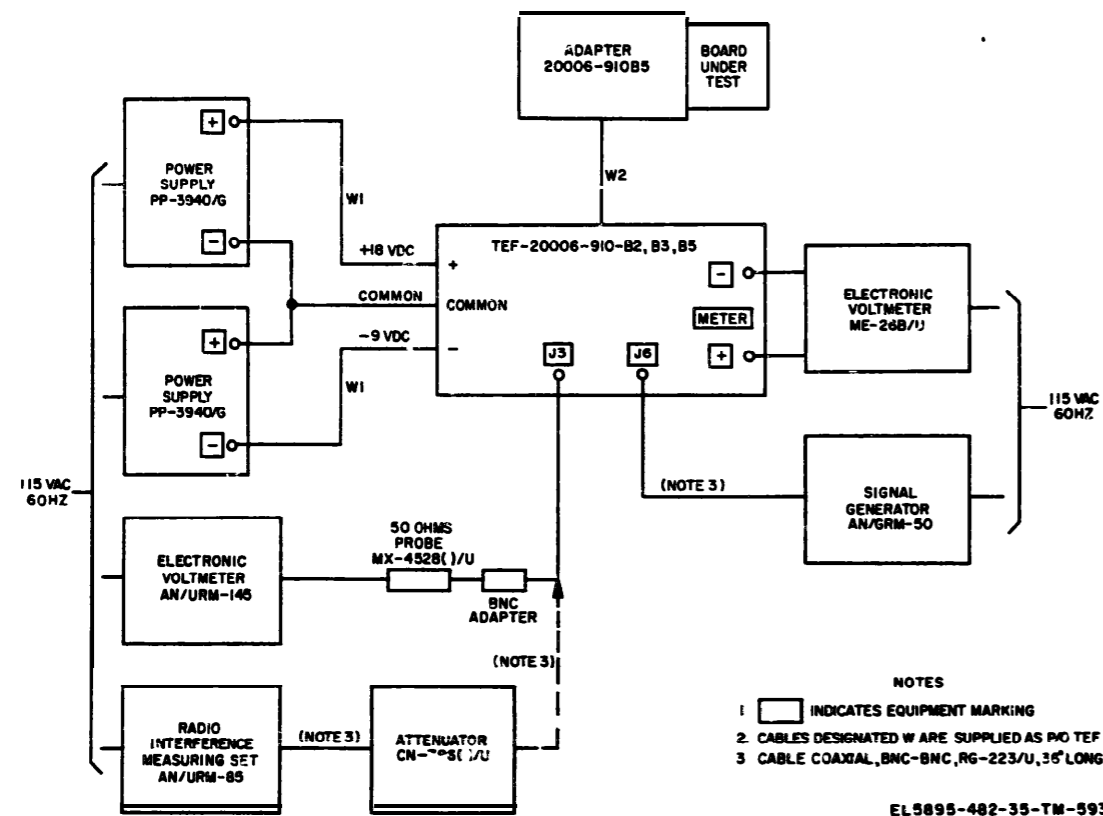 ADAPTER
20006-910B5
BOARD
UNDER
TEST
W2
+
POWER
SUPPLY
PP-3940/G
-
W1
+18 VDC
COMMON
-9 VDC
TEF-20006-910-B2, B3, B5
+
COMMON
-
-
METER
+
J3
J6
ELECTRONIC
VOLTMETER
ME-26B/U
+
POWER
SUPPLY
PP-3940/G
-
W1
115 VAC
60HZ
115 VAC
60HZ
(NOTE 3)
SIGNAL
GENERATOR
AN/GRM-50
ELECTRONIC
VOLTMETER
AN/URM-145
50 OHMS
PROBE
MX-4528( )/U
BNC
ADAPTER
(NOTE 3)
RADIO
INTERFERENCE
MEASURING SET
AN/URM-85
(NOTE 3)
ATTENUATOR
NOTES
1 INDICATES EQUIPMENT MARKING
2. CABLES DESIGNATED W ARE SUPPLIED AS P/O TEF
3 CABLE COAXIAL, BNC-BNC, RG-223/U, 36" LONG
EL5895-482-35-TM-593